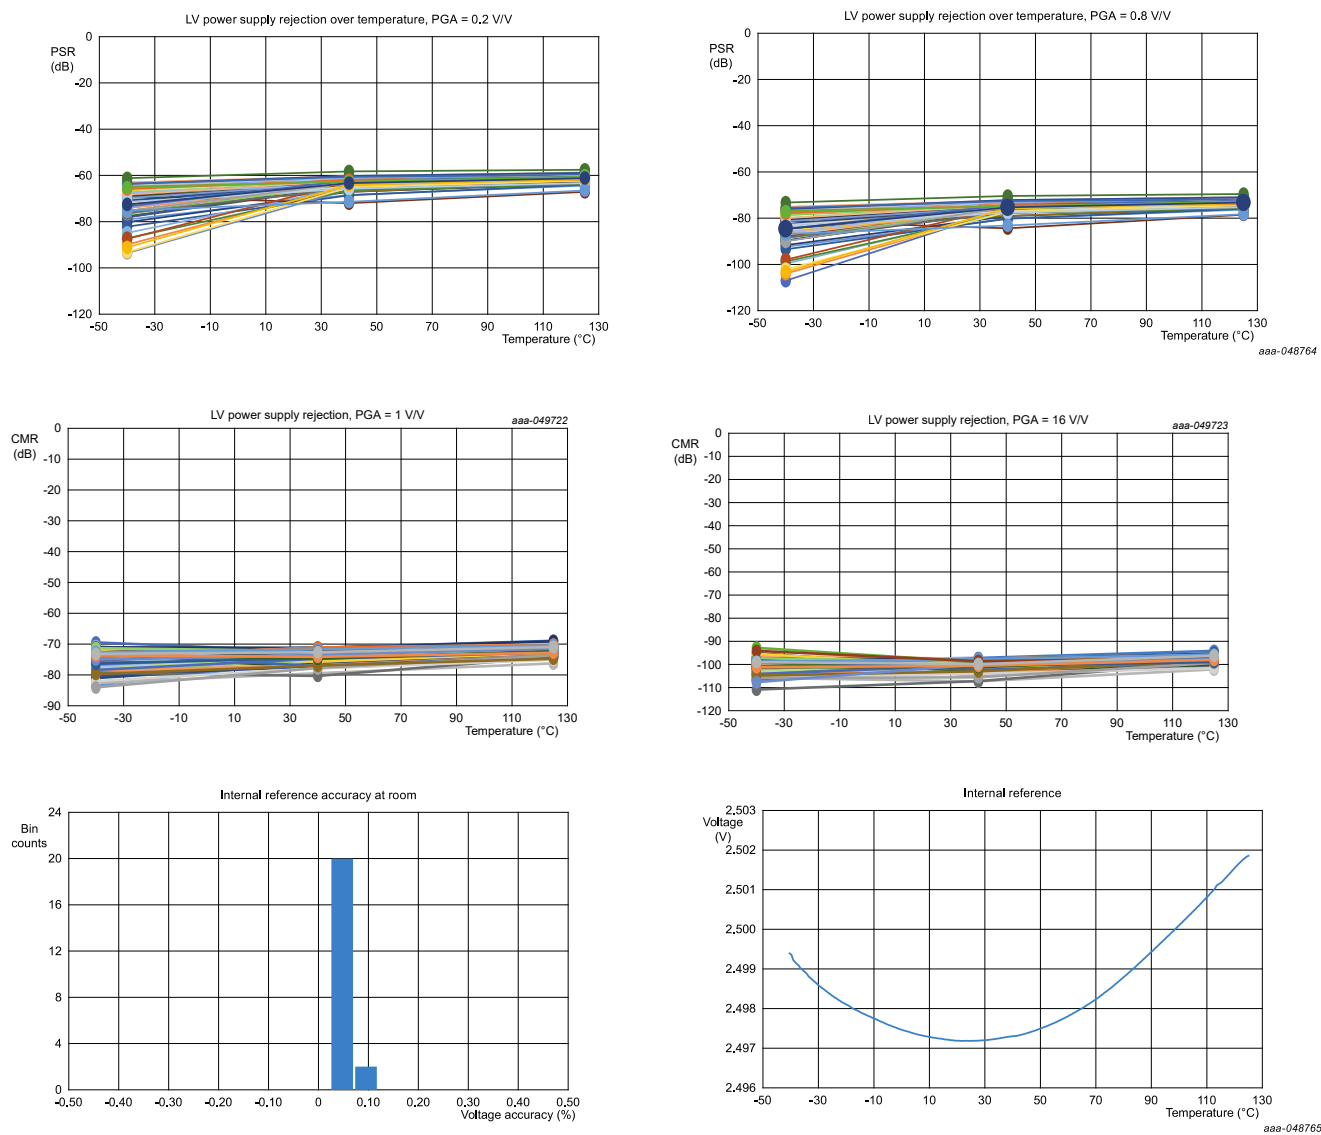 LV power supply rejection over temperature, PGA = 0.2 V/V
PSR
(dB)
0
-20
-40
-60
-80
-100
-120
-50 -30 -10 10 30 50 70 90 110 130
Temperature (°C)
LV power supply rejection over temperature, PGA = 0.8 V/V
PSR
(dB)
0
-20
-40
-60
-80
-100
-120
-50 -30 -10 10 30 50 70 90 110 130
Temperature (°C)
aaa-048764
LV power supply rejection, PGA = 1 V/V
aaa-049722
CMR
(dB)
0
-10
-20
-30
-40
-50
-60
-70
-80
-90
-50 -30 -10 10 30 50 70 90 110 130
Temperature (°C)
LV power supply rejection, PGA = 16 V/V
aaa-049723
CMR
(dB)
0
-10
-20
-30
-40
-50
-60
-70
-80
-90
-100
-110
-120
-50 -30 -10 10 30 50 70 90 110 130
Temperature (°C)
Internal reference accuracy at room
Bin
counts
24
20
16
12
8
4
0
-0.50 -0.40 -0.30 -0.20 -0.10 0 0.10 0.20 0.30 0.40 0.50
Voltage accuracy (%)
Internal reference
Voltage
(V)
2.503
2.502
2.501
2.500
2.499
2.498
2.497
2.496
-50 -30 -10 10 30 50 70 90 110 130
Temperature (°C)
aaa-048765